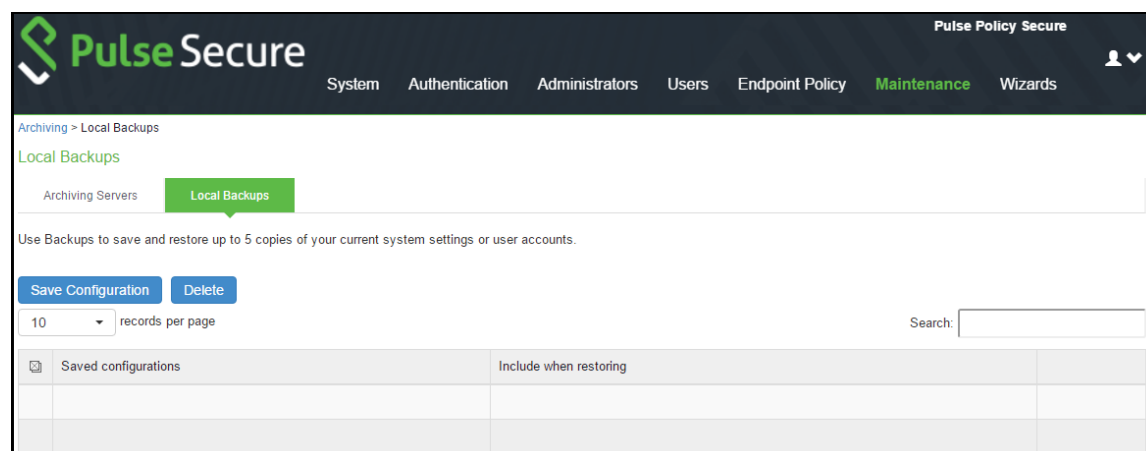 Pulse Policy Secure
Pulse Secure
System Authentication Administrators Users Endpoint Policy Maintenance Wizards
Archiving > Local Backups
Local Backups
Archiving Servers Local Backups
Use Backups to save and restore up to 5 copies of your current system settings or user accounts.
Save Configuration Delete
10 records per page Search:
Saved configurations Include when restoring